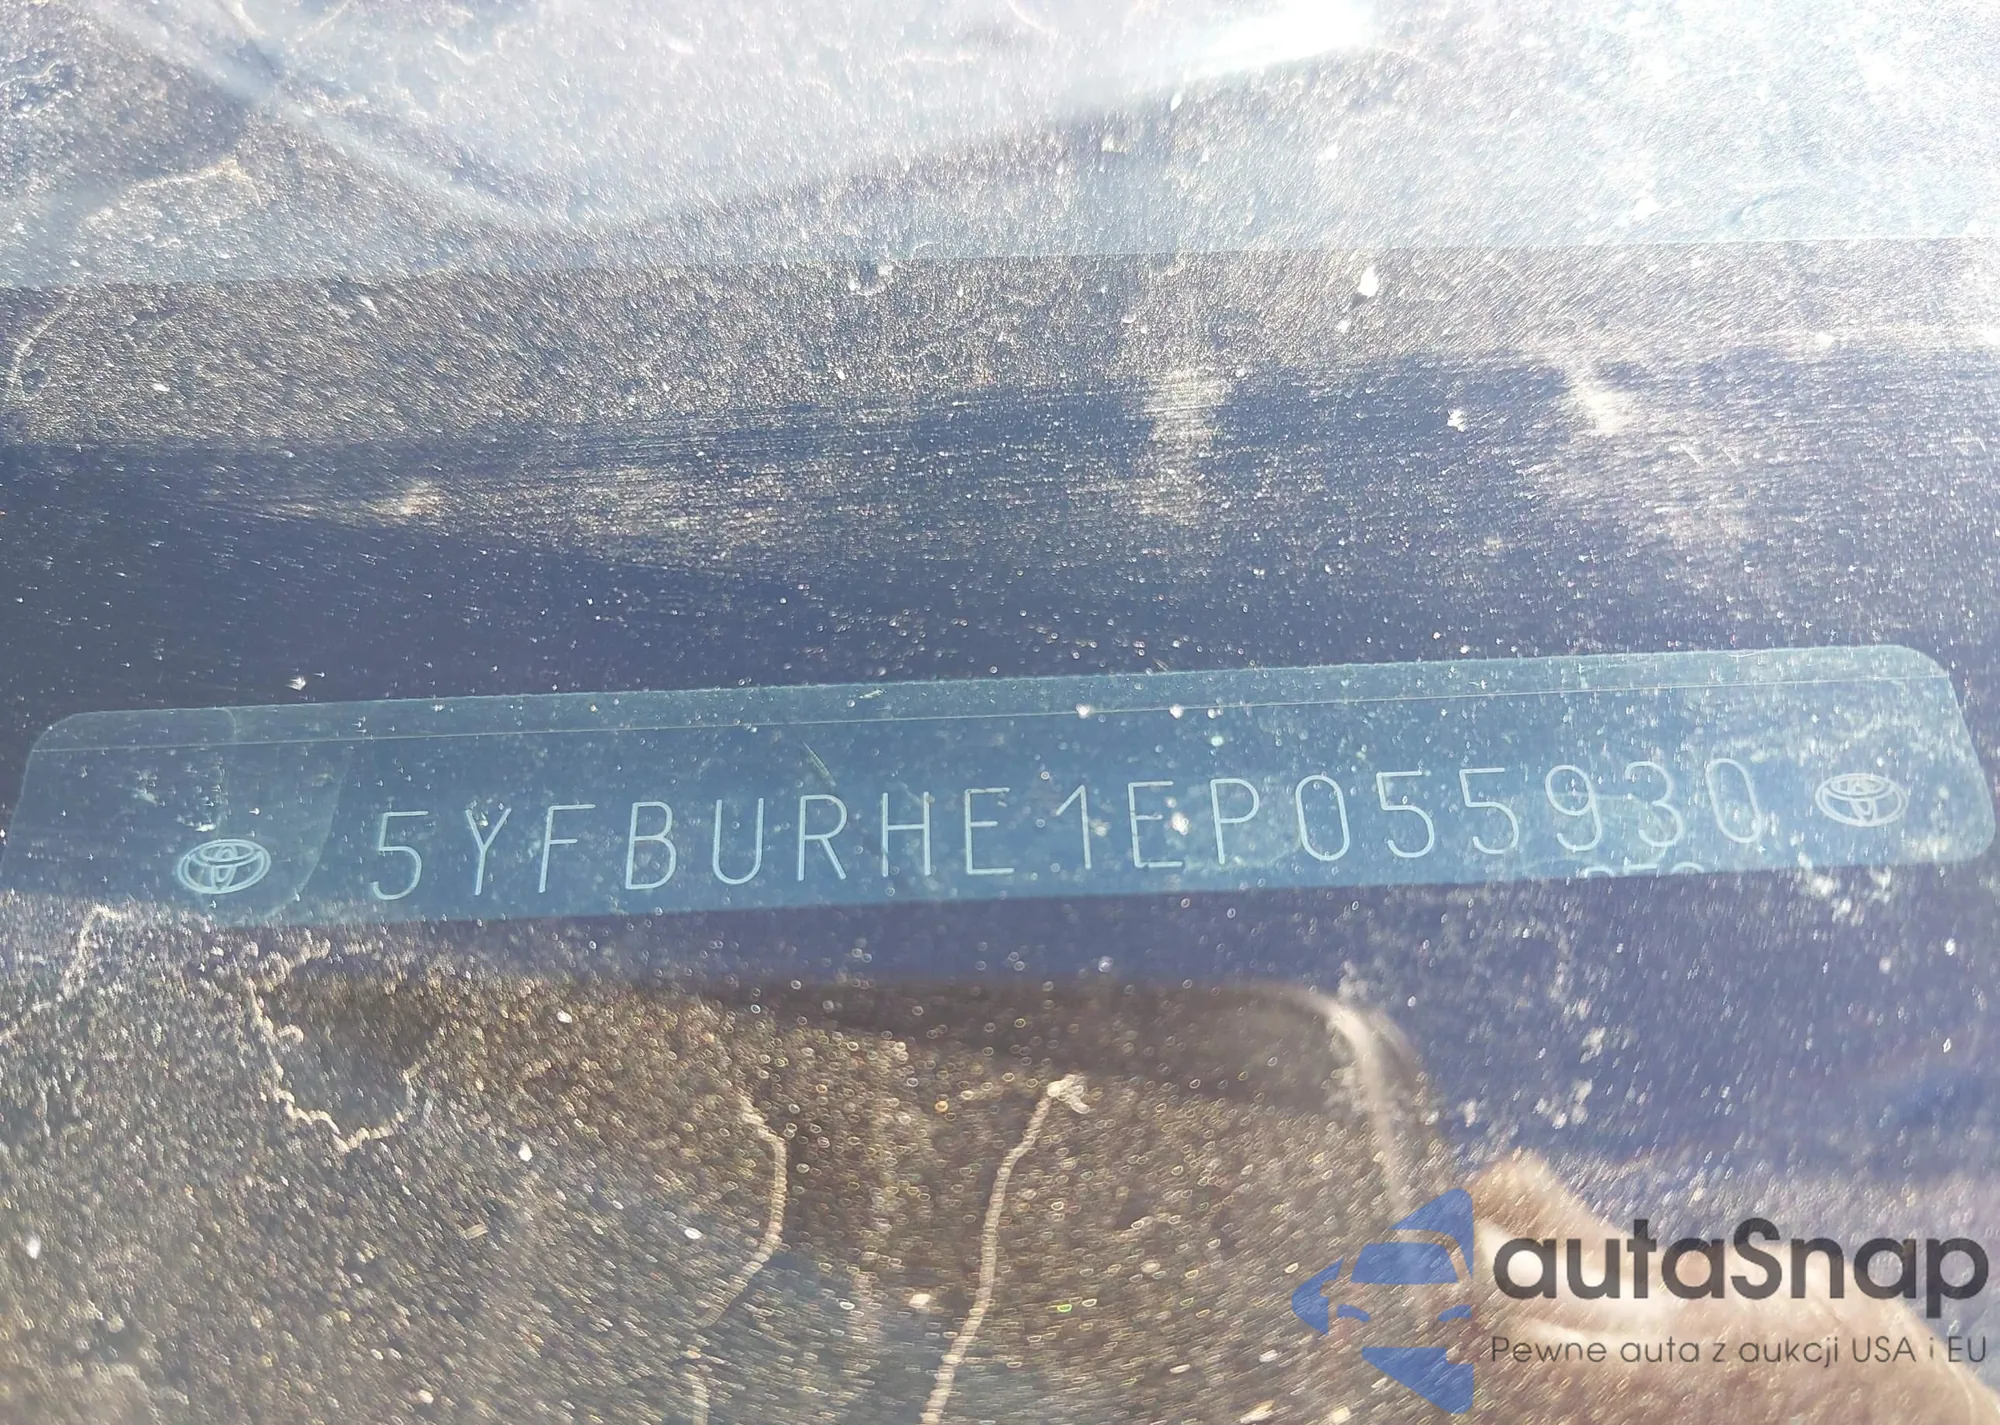 5YFBURHE1EP055930
autaSnap
Pewne auta z aukcji USA i EU